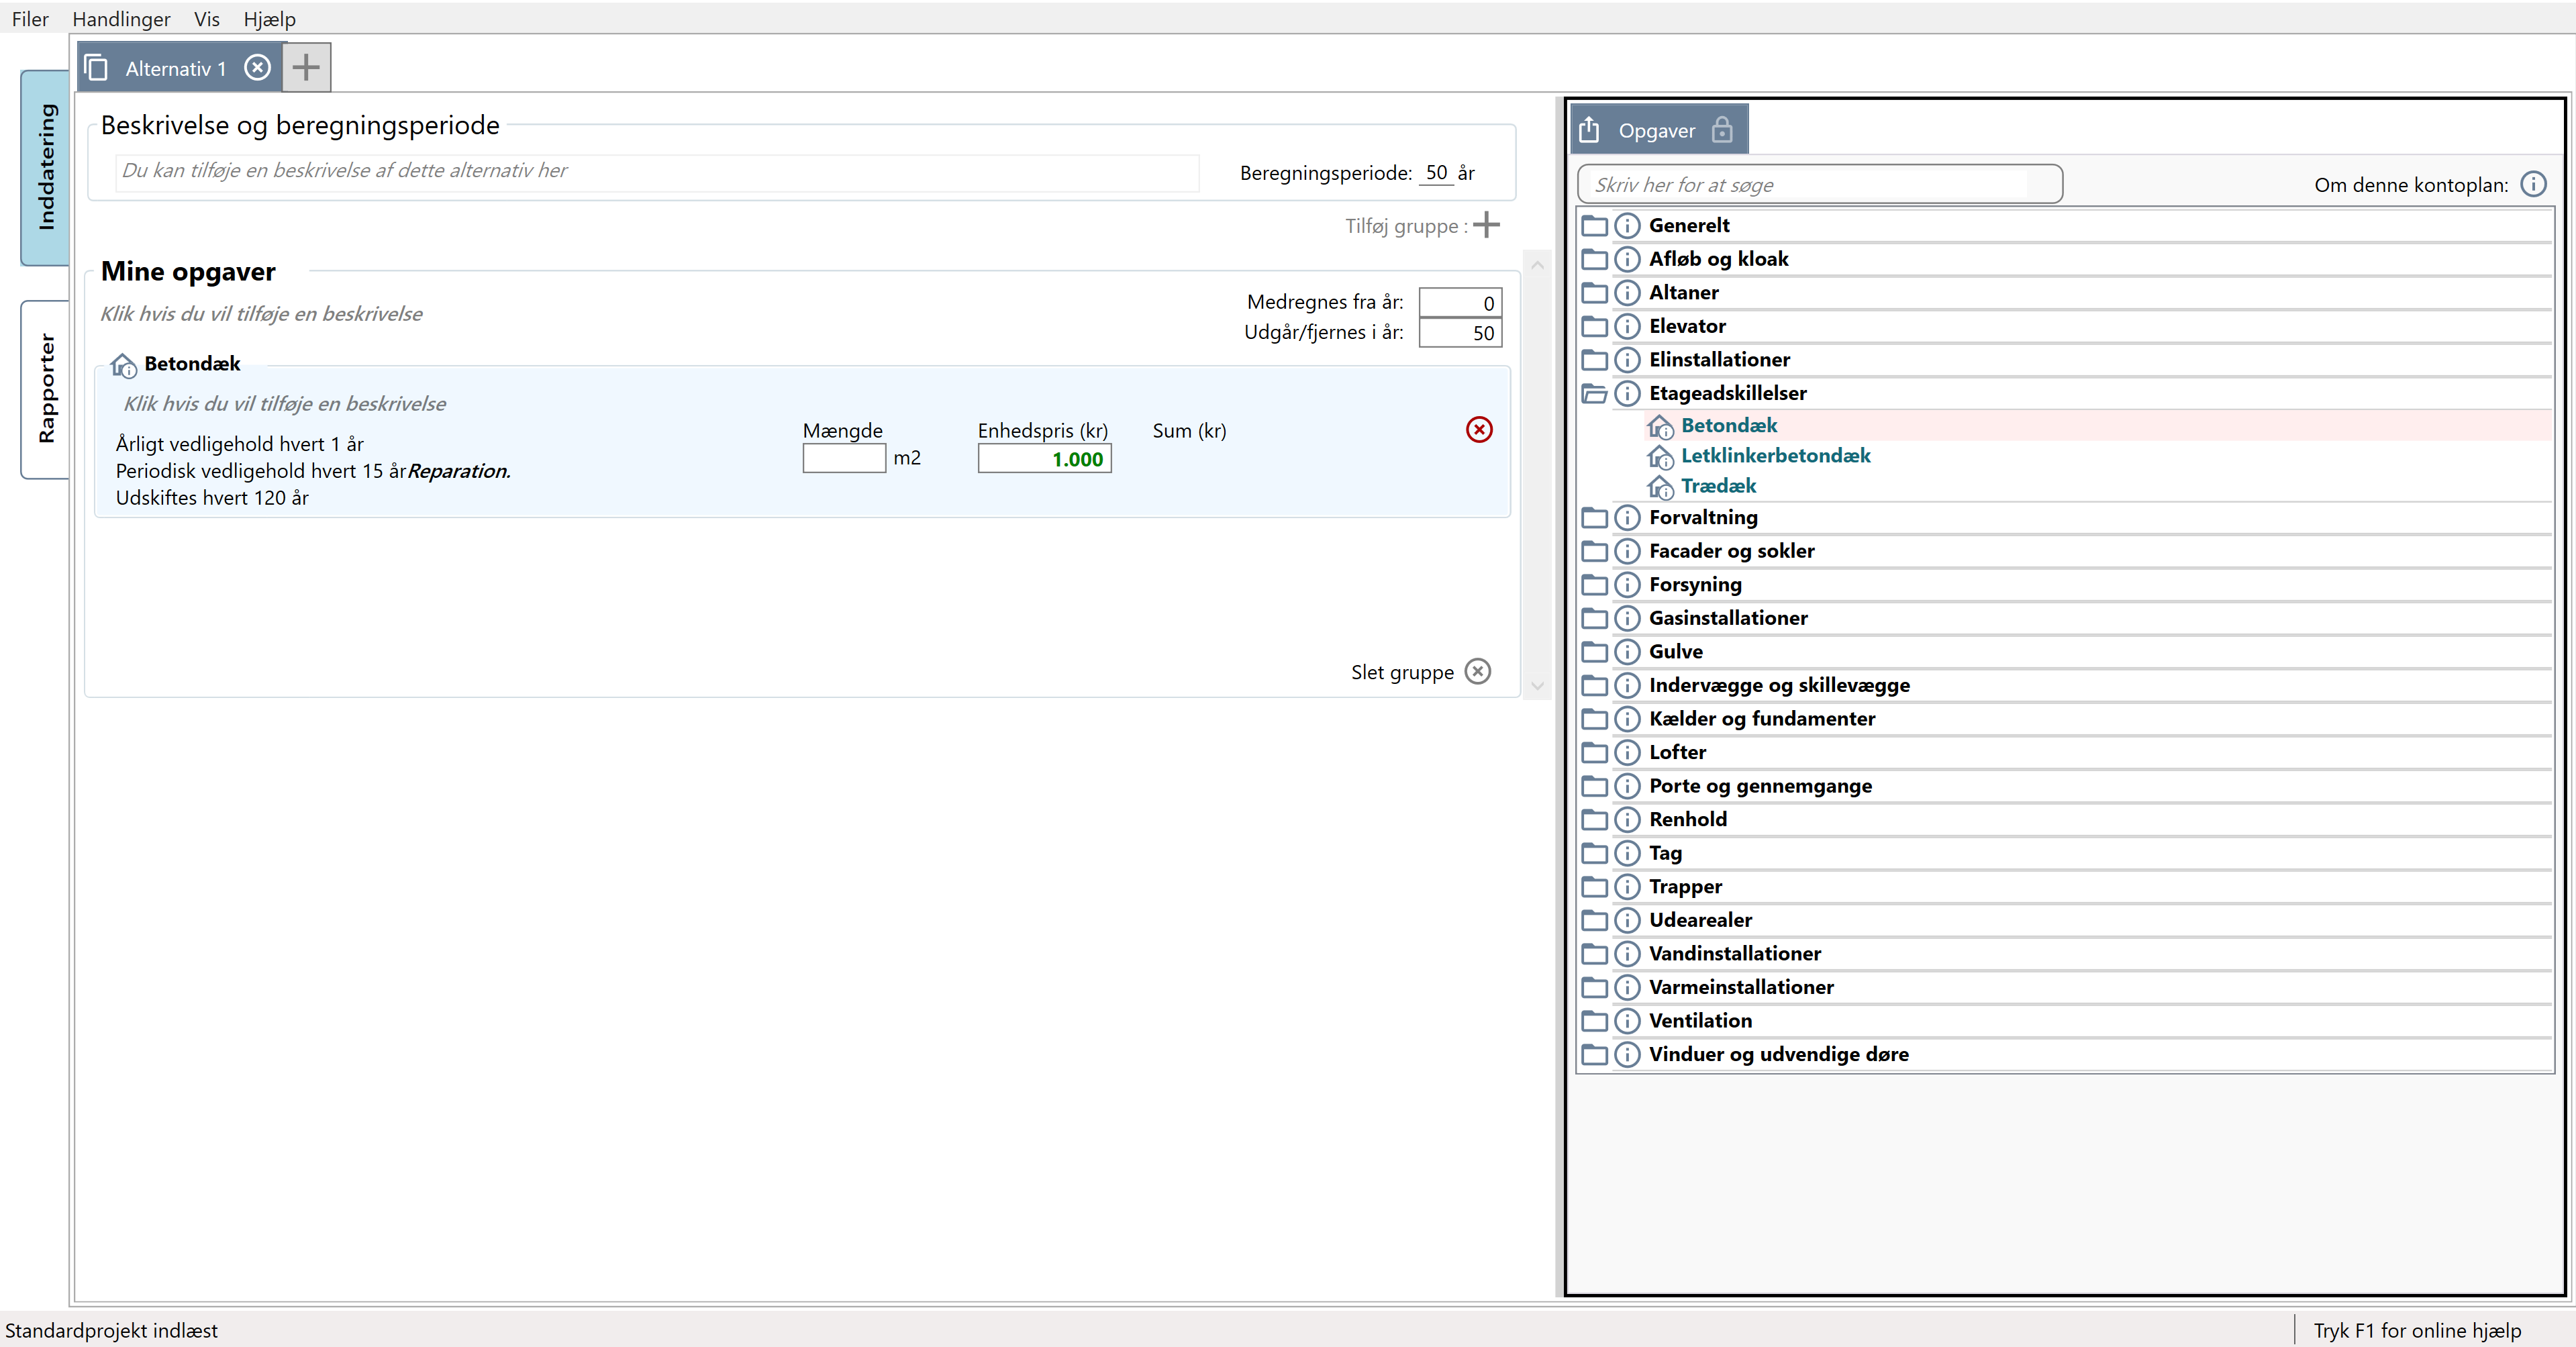 Filer Handlinger Vis Hjælp
Alternativ 1
Inddatering
Rapporter
Beskrivelse og beregningsperiode
Du kan tilføje en beskrivelse af dette alternativ her
Beregningsperiode: 50 år
Tilføj gruppe :
Mine opgaver
Klik hvis du vil tilføje en beskrivelse
Medregnes fra år: 0
Udgår/fjernes i år: 50
Betondæk
Klik hvis du vil tilføje en beskrivelse
Årligt vedligehold hvert 1 år
Periodisk vedligehold hvert 15 år Reparation.
Udskiftes hvert 120 år
Mængde Enhedspris (kr) Sum (kr)
m2 1.000
Slet gruppe
Opgaver
Skriv her for at søge
Om denne kontoplan:
Generelt
Afløb og kloak
Altaner
Elevator
Elinstallationer
Etageadskillelser
Betondæk
Letklinkerbetondæk
Trædæk
Forvaltning
Facader og sokler
Forsyning
Gasinstallationer
Gulve
Indervægge og skillevægge
Kælder og fundamenter
Lofter
Porte og gennemgange
Renhold
Tag
Trapper
Udearealer
Vandinstallationer
Varmeinstallationer
Ventilation
Vinduer og udvendige døre
Standardprojekt indlæst
Tryk F1 for online hjælp